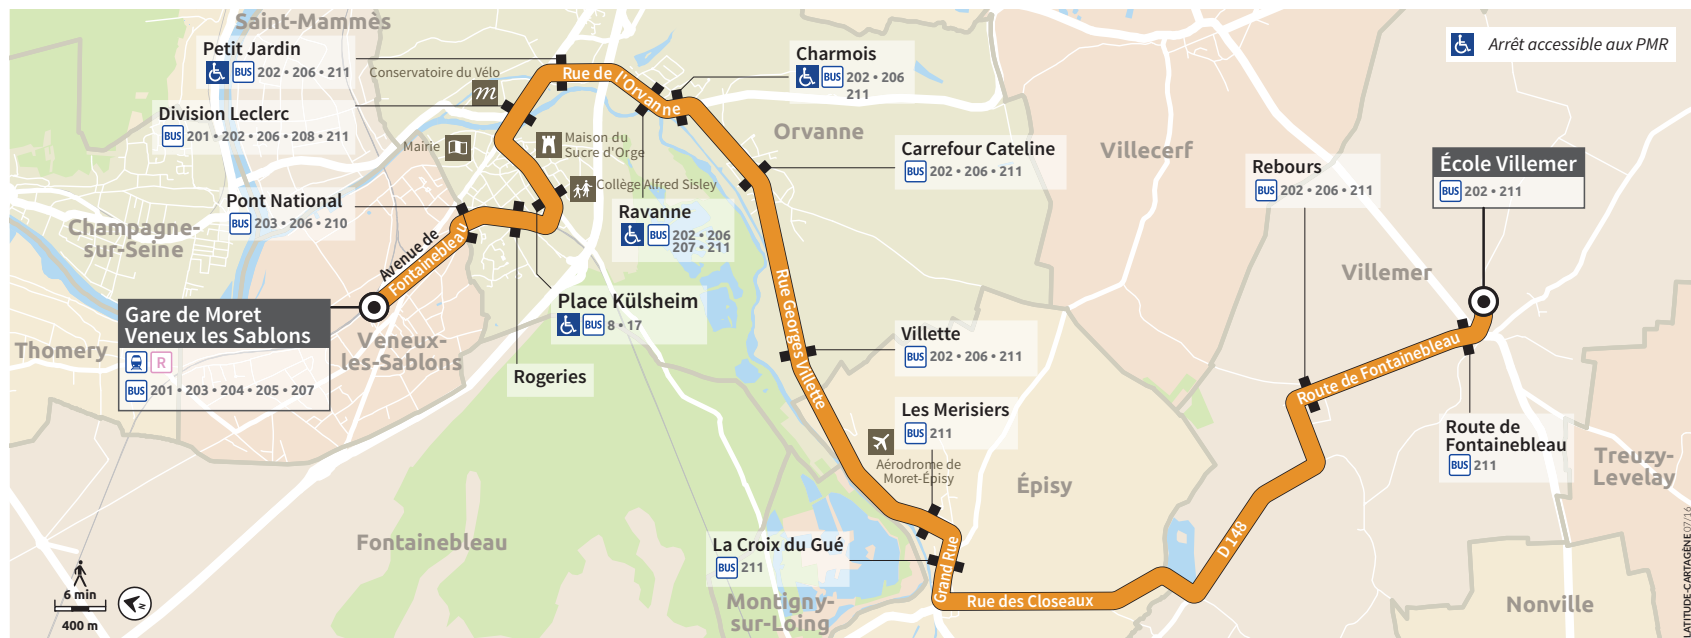 Saint-Mammès
Petit Jardin
BUS 202 • 206 • 211
Conservatoire du Vélo
m
Division Leclerc
BUS 201 • 202 • 206 • 208 • 211
Mairie
Maison du
Sucre d'Orge
Collège Alfred Sisley
Rue de l'Orvanne
Charmois
BUS 202 • 206
211
Arrêt accessible aux PMR
Orvanne
Villecerf
Carrefour Cateline
BUS 202 • 206 • 211
Rebours
BUS 202 • 206 • 211
École Villemer
BUS 202 • 211
Pont National
BUS 203 • 206 • 210
Ravanne
BUS 202 • 206
207 • 211
Champagne-
sur-Seine
Avenue de
Fontainebleau
Villemer
Gare de Moret
Veneux les Sablons
R
BUS 201 • 203 • 204 • 205 • 207
Place Külsheim
BUS 8 • 17
Rue Georges Villette
Villette
BUS 202 • 206 • 211
Thomery
Veneux-
les-Sablons
Rogeries
Route de Fontainebleau
Les Merisiers
BUS 211
Aérodrome de
Moret-Épisy
Route de
Fontainebleau
BUS 211
Treuzy-
Levelay
Épisy
Fontainebleau
La Croix du Gué
BUS 211
Grand Rue
D 148
Rue des Closeaux
Montigny-
sur-Loing
Nonville
6 min
400 m
N
LATITUDE-CARTAGÈNE 07/16